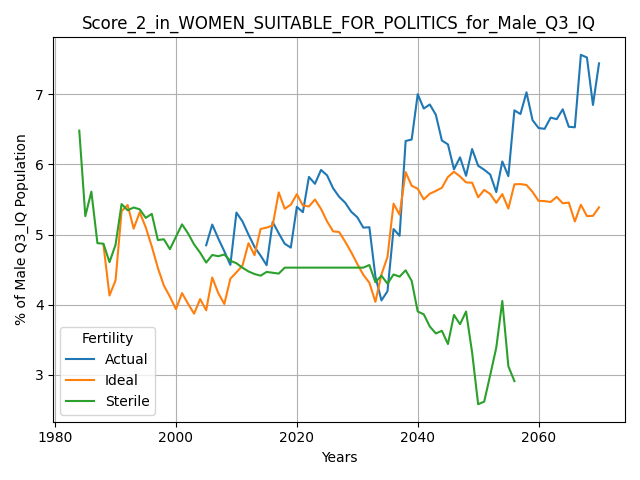 Score_2_in_WOMEN_SUITABLE_FOR_POLITICS_for_Male_Q3_IQ
% of Male Q3_IQ Population
7
6
5
4
3
Fertility
Actual
Ideal
Sterile
1980
2000
2020
2040
2060
Years